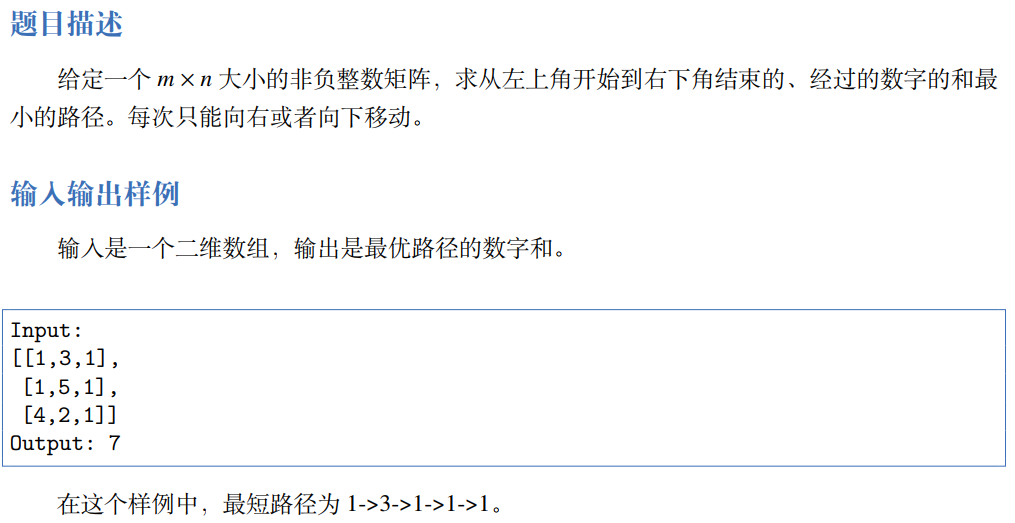 题目描述
给定一个 m × n 大小的非负整数矩阵，求从左上角开始到右下角结束的、经过的数字的和最
小的路径。每次只能向右或者向下移动。
输入输出样例
输入是一个二维数组，输出是最优路径的数字和。
Input:
[[1,3,1],
[1,5,1],
[4,2,1]]
Output: 7
在这个样例中，最短路径为 1->3->1->1->1。